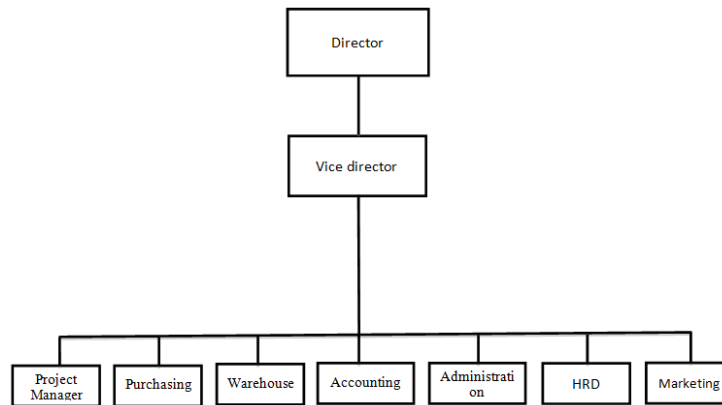 Director
Vice director
Project
Manager
Purchasing
Warehouse
Accounting
Administrati
on
HRD
Marketing